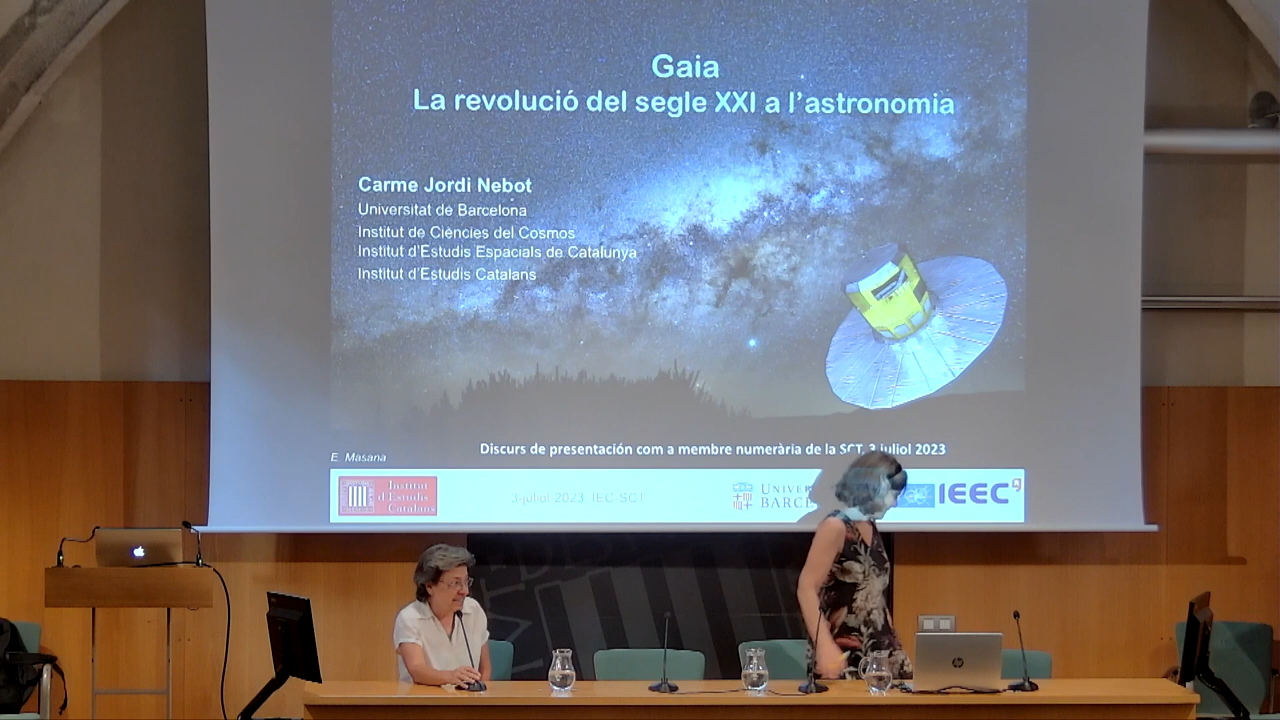 Gaia
La revolució del segle XXI a l'astronomia
Carme Jordi Nebot
Universitat de Barcelona
Institut de Ciències del Cosmos
Institut d'Estudis Espacials de Catalunya
Institut d'Estudis Catalans
E. Masana
Discurs de presentación com a membre numerària de la SCT, 3 juliol 2023
Institut
d'Estudis
Catalans
3-juliol-2023, IEC-SCT
IEEC
hp